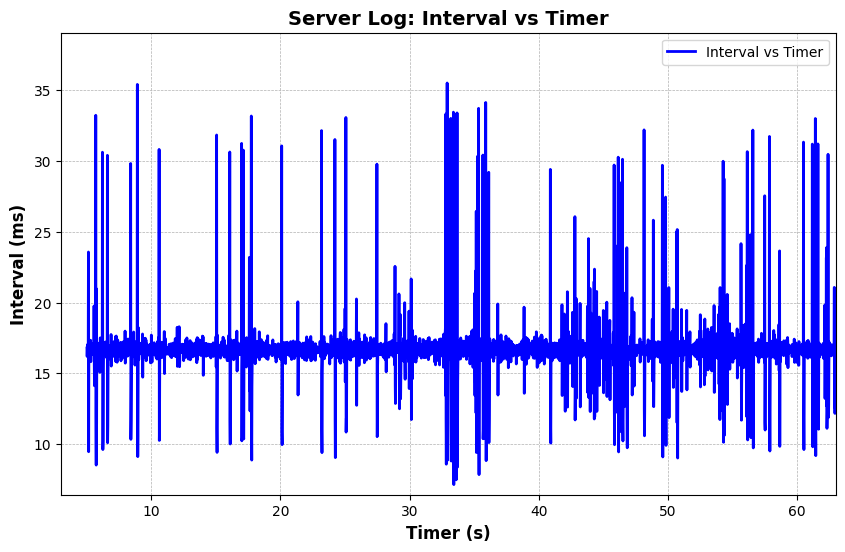 Server Log: Interval vs Timer
Interval vs Timer
35
30
25
20
15
10
Interval (ms)
10 20 30 40 50 60
Timer (s)